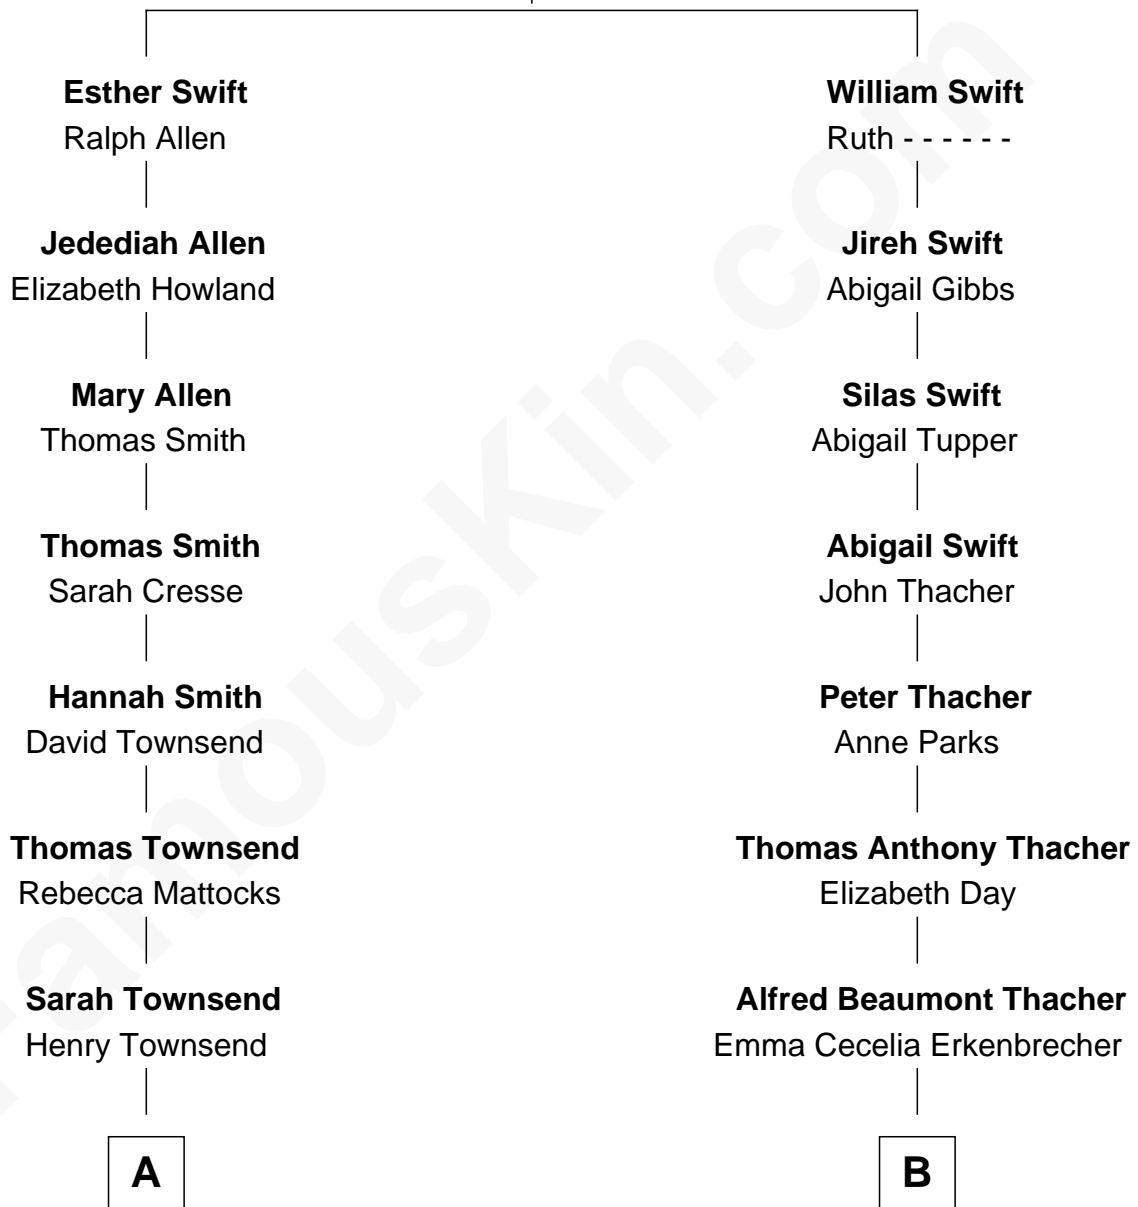 Esther Swift
Ralph Allen
Jedediah Allen
Elizabeth Howland
Mary Allen
Thomas Smith
Thomas Smith
Sarah Cresse
Hannah Smith
David Townsend
Thomas Townsend
Rebecca Mattocks
Sarah Townsend
Henry Townsend
A
William Swift
Ruth - - - - - -
Jireh Swift
Abigail Gibbs
Silas Swift
Abigail Tupper
Abigail Swift
John Thacher
Peter Thacher
Anne Parks
Thomas Anthony Thacher
Elizabeth Day
Alfred Beaumont Thacher
Emma Cecelia Erkenbrecher
B
FamousKin.com